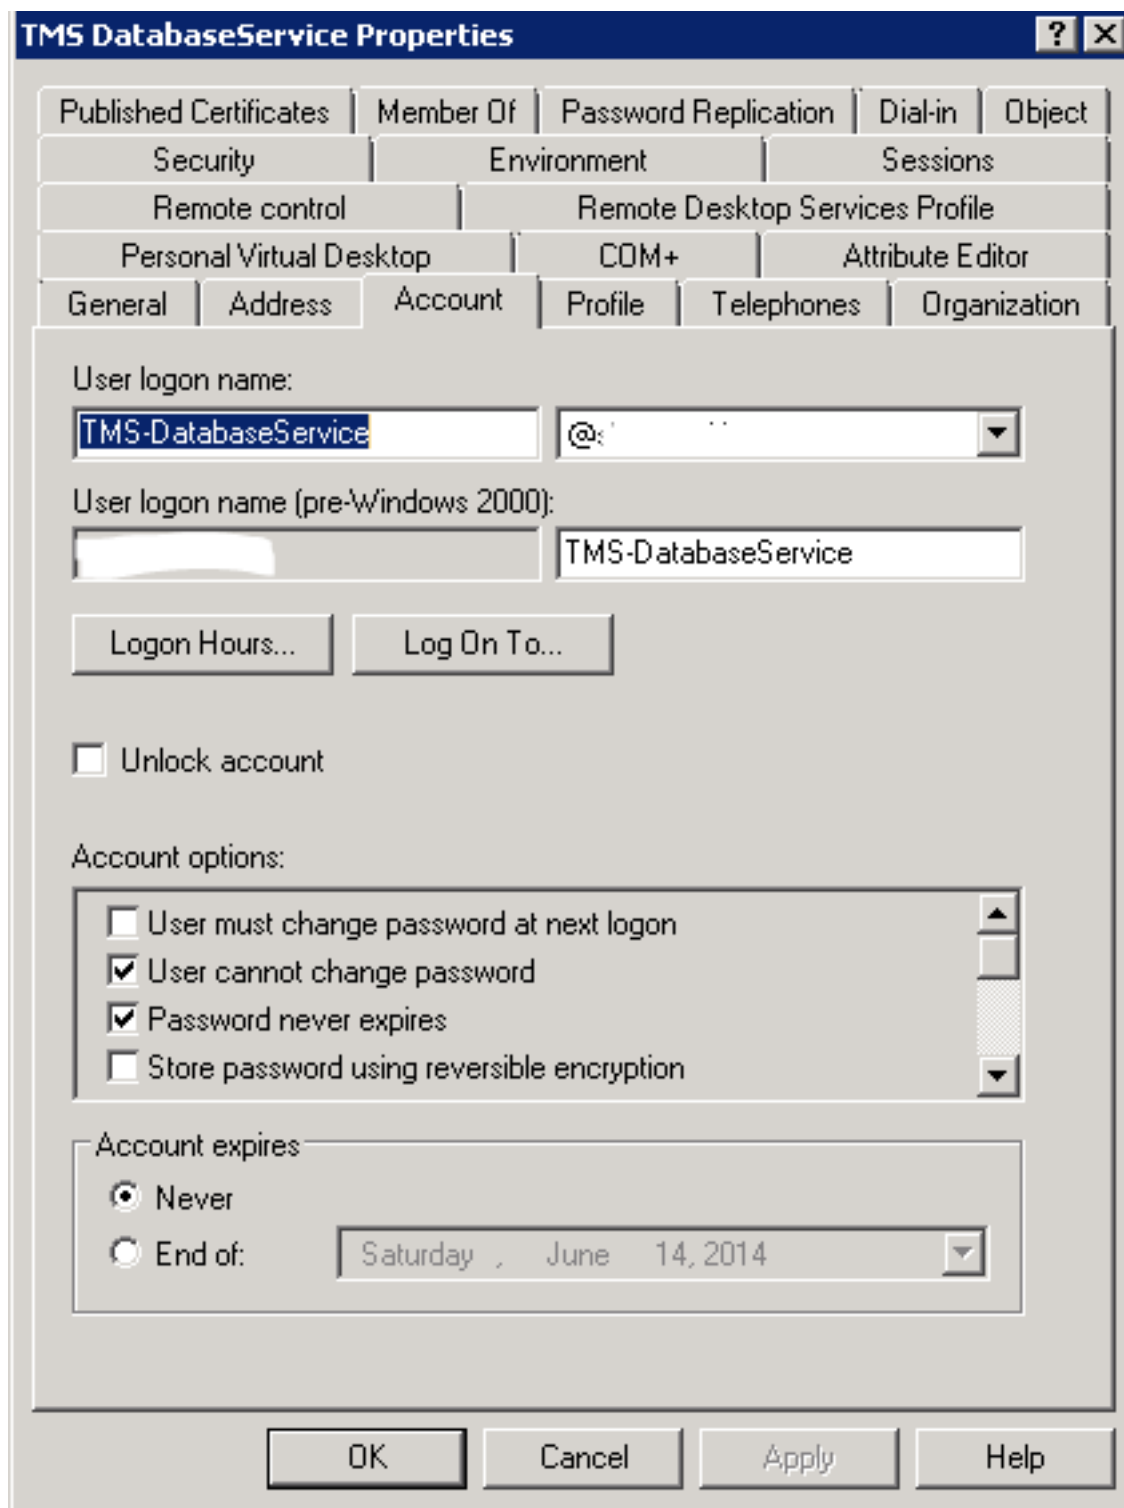 TMS DatabaseService Properties
Published Certificates Member Of Password Replication Dial-in Object
Security Environment Sessions
Remote control Remote Desktop Services Profile
Personal Virtual Desktop COM+ Attribute Editor
General Address Account Profile Telephones Organization
User logon name:
TMS-DatabaseService @
User logon name (pre-Windows 2000):
TMS-DatabaseService
Logon Hours... Log On To...
Unlock account
Account options:
User must change password at next logon
User cannot change password
Password never expires
Store password using reversible encryption
Account expires
Never
End of: Saturday , June 14, 2014
OK Cancel Apply Help